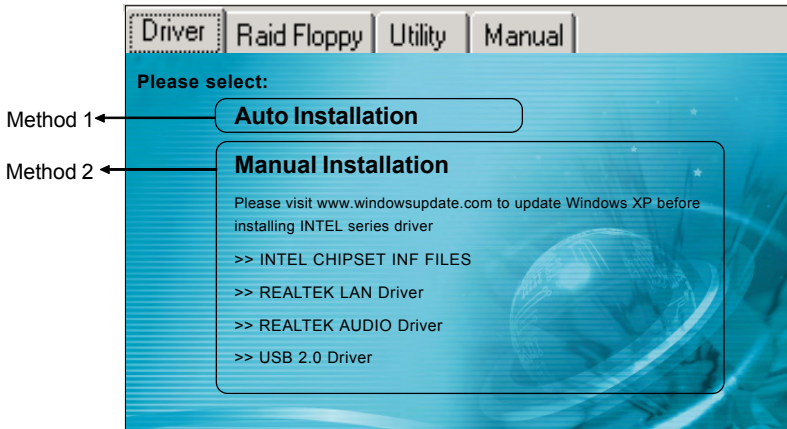 Driver Raid Floppy Utility Manual
Please select:
Method 1 Auto Installation
Method 2 Manual Installation
Please visit www.windowsupdate.com to update Windows XP before
installing INTEL series driver
>> INTEL CHIPSET INF FILES
>> REALTEK LAN Driver
>> REALTEK AUDIO Driver
>> USB 2.0 Driver